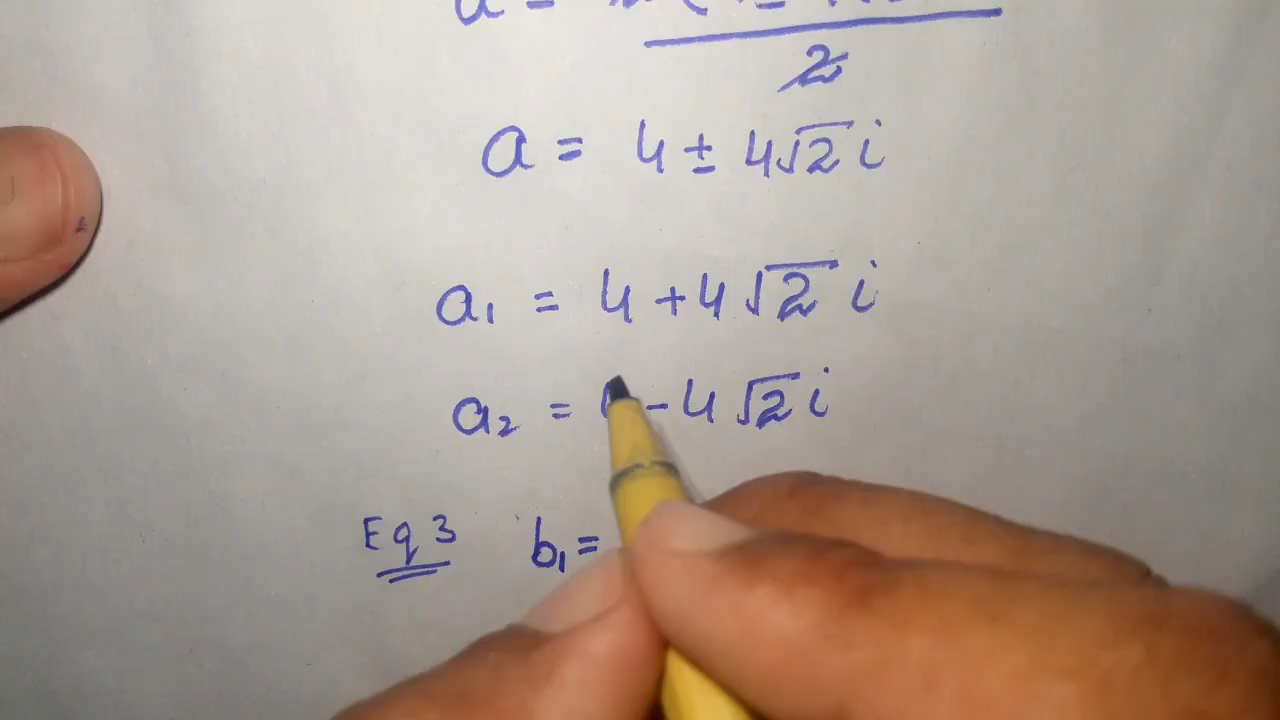 a =
2
a = 4 ± 4√2 i
a₁ = 4 + 4√2 i
a₂ = - 4√2 i
Eq 3 b₁ =